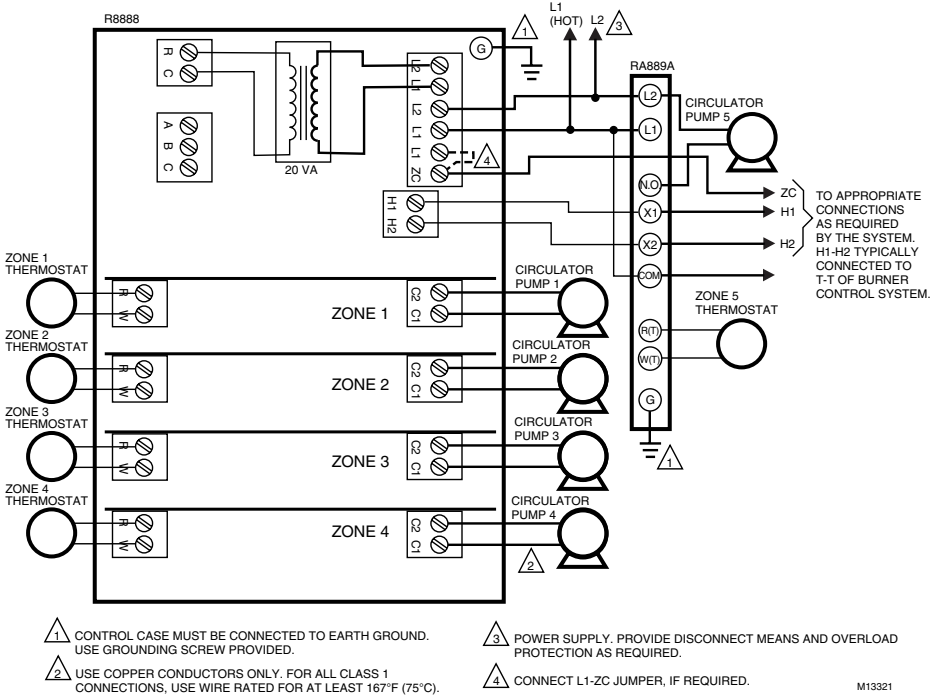 R8888
L1
(HOT)
L2
1
3
RA889A
R
C
G
L2
L1
L2
L1
L1
ZC
4
A
B
C
20 VA
H1
H2
L2
L1
N.O
X1
X2
COM
R(T)
W(T)
G
1
CIRCULATOR
PUMP 5
ZC
H1
H2
TO APPROPRIATE
CONNECTIONS
AS REQUIRED
BY THE SYSTEM.
H1-H2 TYPICALLY
CONNECTED TO
T-T OF BURNER
CONTROL SYSTEM.
ZONE 5
THERMOSTAT
ZONE 1
THERMOSTAT
R
W
ZONE 1
C2
C1
CIRCULATOR
PUMP 1
ZONE 2
THERMOSTAT
R
W
ZONE 2
C2
C1
CIRCULATOR
PUMP 2
ZONE 3
THERMOSTAT
R
W
ZONE 3
C2
C1
CIRCULATOR
PUMP 3
ZONE 4
THERMOSTAT
R
W
ZONE 4
C2
C1
CIRCULATOR
PUMP 4
2
1 CONTROL CASE MUST BE CONNECTED TO EARTH GROUND.
USE GROUNDING SCREW PROVIDED.
2 USE COPPER CONDUCTORS ONLY. FOR ALL CLASS 1
CONNECTIONS, USE WIRE RATED FOR AT LEAST 167°F (75°C).
3 POWER SUPPLY. PROVIDE DISCONNECT MEANS AND OVERLOAD
PROTECTION AS REQUIRED.
4 CONNECT L1-ZC JUMPER, IF REQUIRED.
M13321